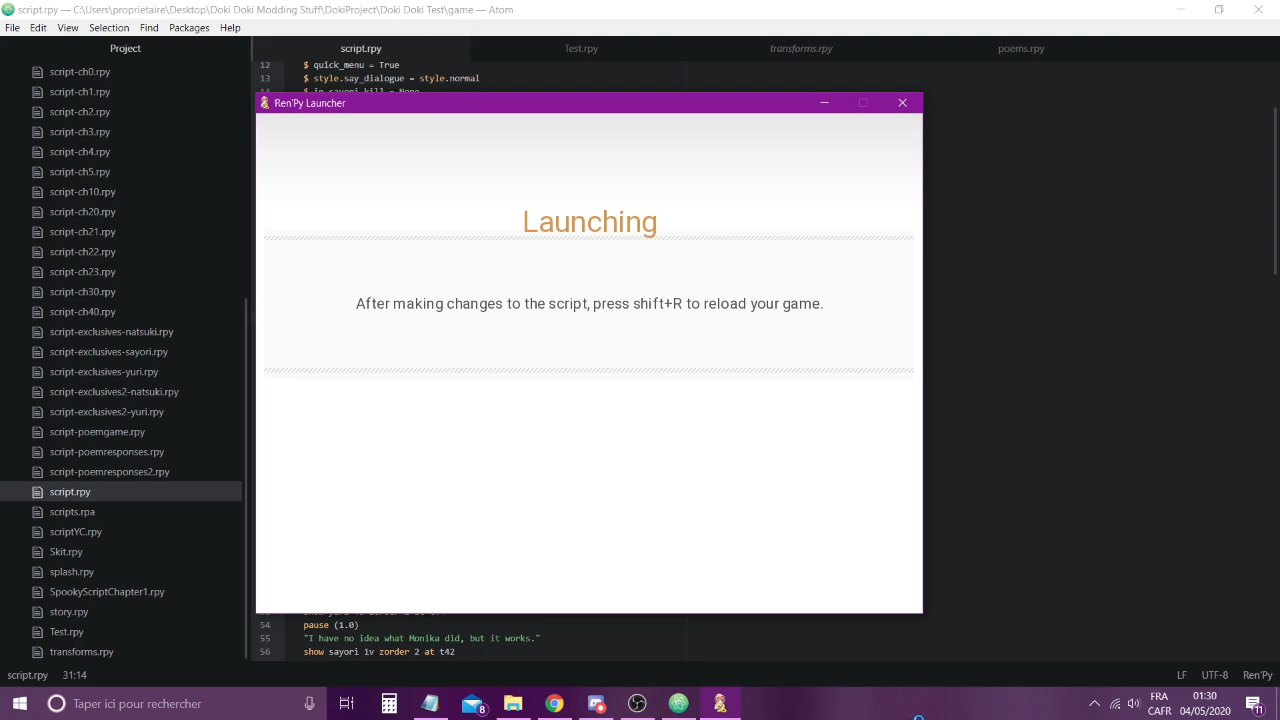 script.rpy — C:\Users\proprietaire\Desktop\Doki Doki Modding Stuff\DokiProject\Doki Doki Test\game — Atom
File Edit View Selection Find Packages Help
Project
script.rpy
Test.rpy
transforms.rpy
poems.rpy
script-ch0.rpy
script-ch1.rpy
script-ch2.rpy
script-ch3.rpy
script-ch4.rpy
script-ch5.rpy
script-ch10.rpy
script-ch20.rpy
script-ch21.rpy
script-ch22.rpy
script-ch23.rpy
script-ch30.rpy
script-ch40.rpy
script-exclusives-natsuki.rpy
script-exclusives-sayori.rpy
script-exclusives-yuri.rpy
script-exclusives2-natsuki.rpy
script-exclusives2-yuri.rpy
script-poemgame.rpy
script-poemresponses.rpy
script-poemresponses2.rpy
script.rpy
scripts.rpa
scriptYC.rpy
Skit.rpy
splash.rpy
SpookyScriptChapter1.rpy
story.rpy
Test.rpy
transforms.rpy
12 $ quick_menu = True
13 $ style.say_dialogue = style.normal
Ren'Py Launcher
Launching
After making changes to the script, press shift+R to reload your game.
54 pause (1.0)
55 "I have no idea what Monika did, but it works."
56 show sayori 1v zorder 2 at t42
script.rpy 31:14
LF UTF-8 Ren'Py
Taper ici pour rechercher
8
FRA
CAFR
01:30
04/05/2020
11